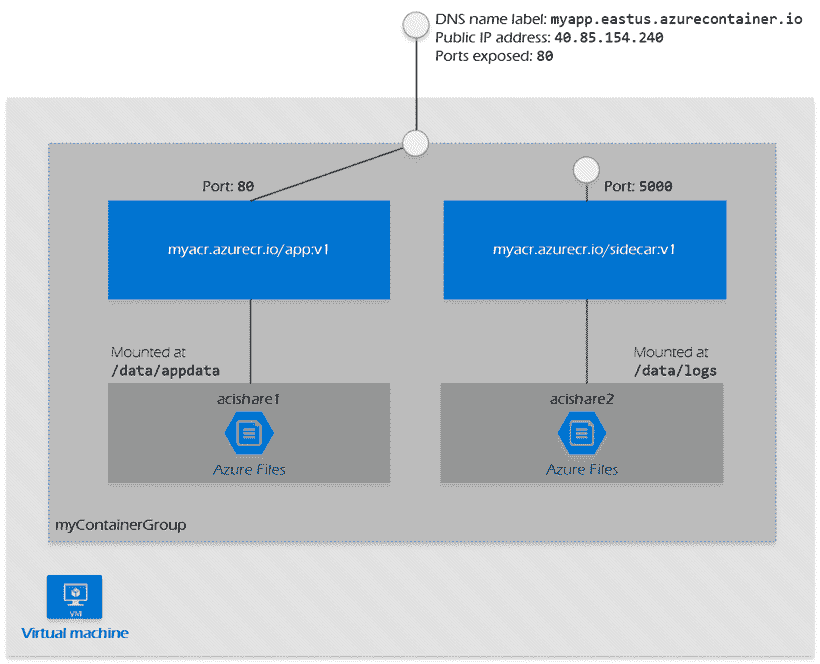 DNS name label: myapp.eastus.azurecontainer.io
Public IP address: 40.85.154.240
Ports exposed: 80
Port: 80
Port: 5000
myacr.azurecr.io/app:v1
myacr.azurecr.io/sidecar:v1
Mounted at
/data/appdata
Mounted at
/data/logs
acishare1
Azure Files
acishare2
Azure Files
myContainerGroup
VM
Virtual machine